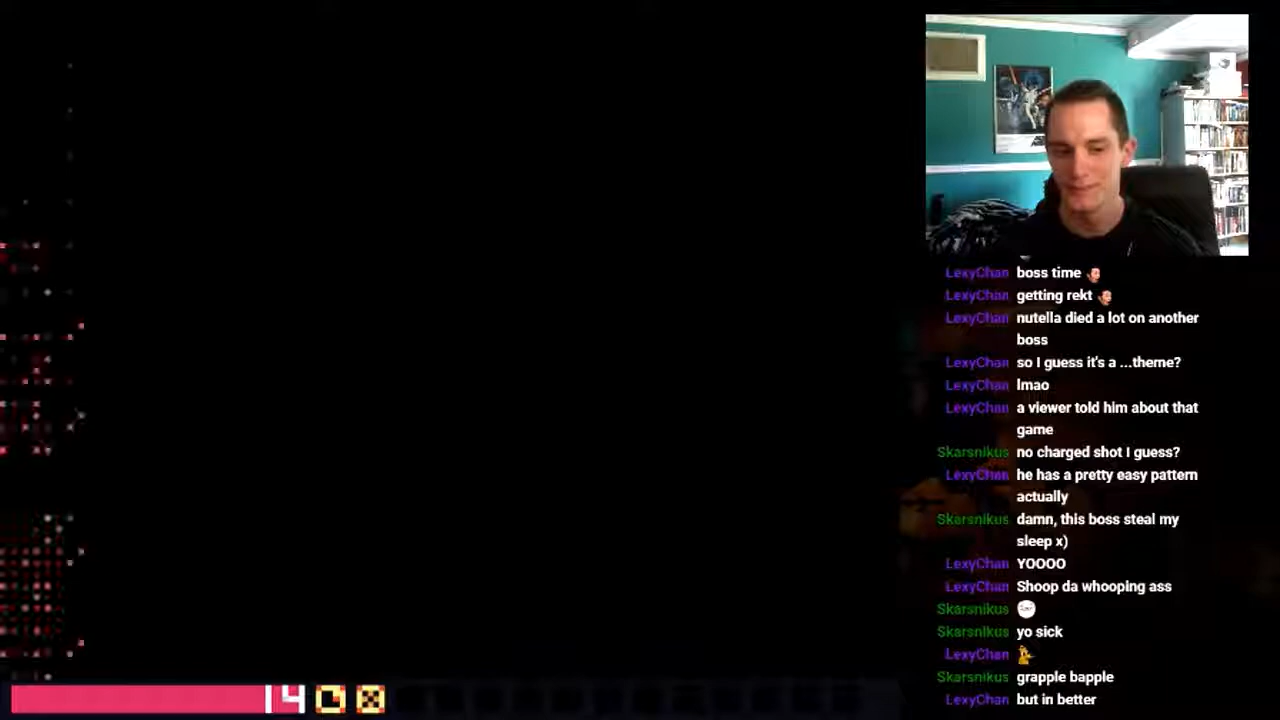 LexyChan boss time
LexyChan getting rekt
LexyChan nutella died a lot on another
boss
LexyChan so I guess it's a ...theme?
LexyChan lmao
LexyChan a viewer told him about that
game
Skarsnikus no charged shot I guess?
LexyChan he has a pretty easy pattern
actually
Skarsnikus damn, this boss steal my
sleep x)
LexyChan YOOOO
LexyChan Shoop da whooping ass
Skarsnikus
Skarsnikus yo sick
LexyChan
Skarsnikus grapple bapple
LexyChan but in better
14